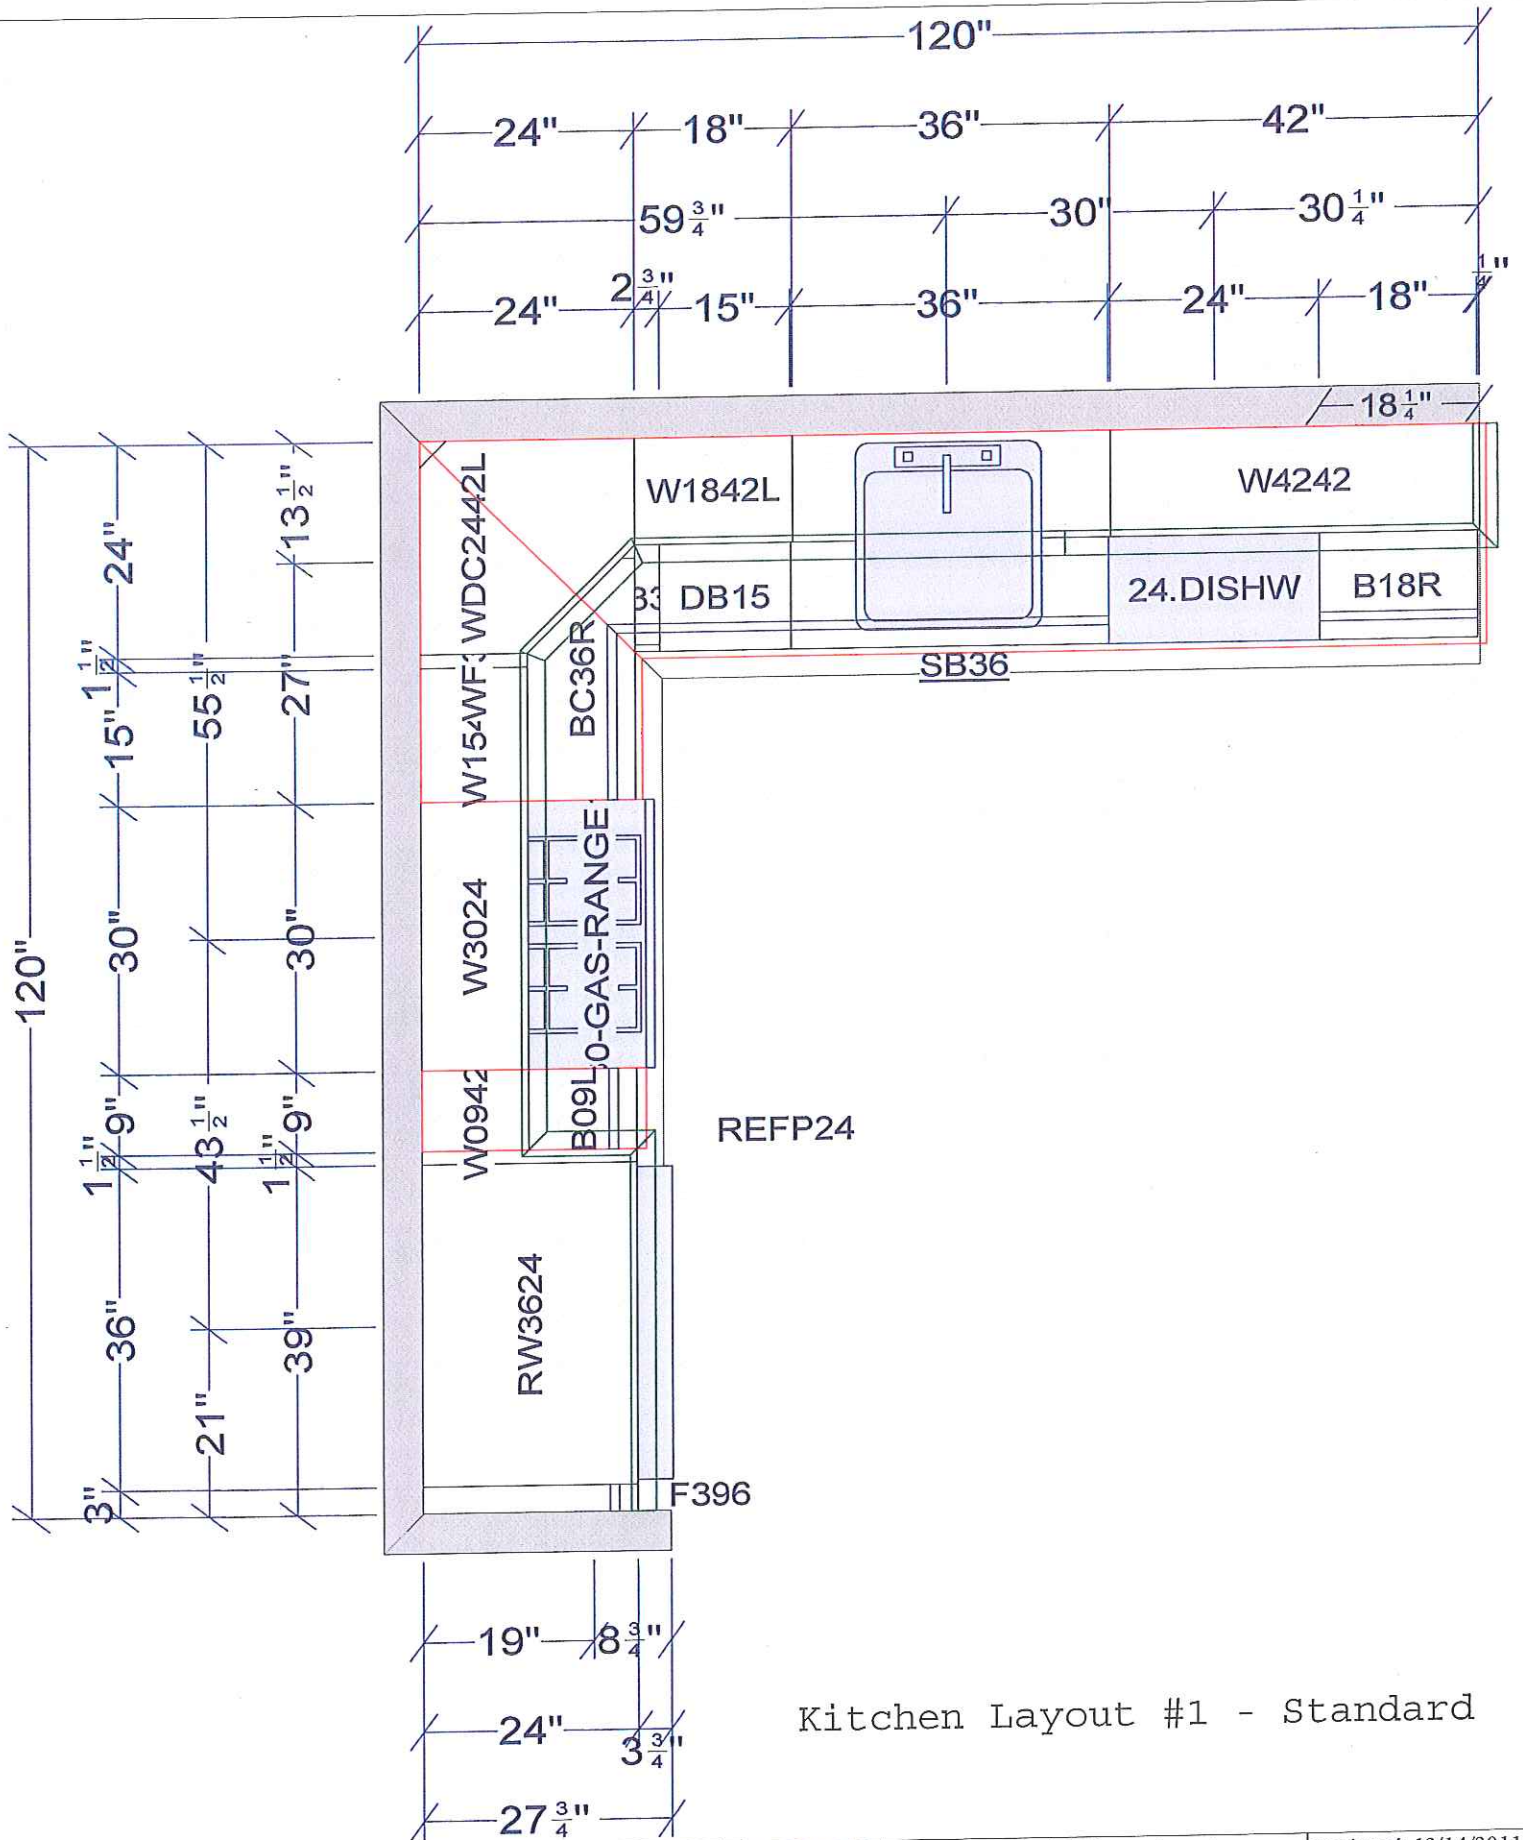 120"
24" 18" 36" 42"
59 3/4" 30" 30 1/4"
24" 2 3/4" 15" 36" 24" 18" 1/4"
18 1/4"
W1842L
W4242
WDC2442L
DB15
24.DISHW
B18R
SB36
BC36R
W3024
W0942
B09L
0-GAS-RANGE
REFP24
RW3624
F396
120"
24" 1 1/2" 15" 30" 9" 1 1/2" 36" 3"
55 1/2" 43 1/2" 21"
13 1/2" 27" 30" 9" 1 1/2" 39"
19" 8 3/4"
24" 3 3/4"
27 3/4"
Kitchen Layout #1 - Standard